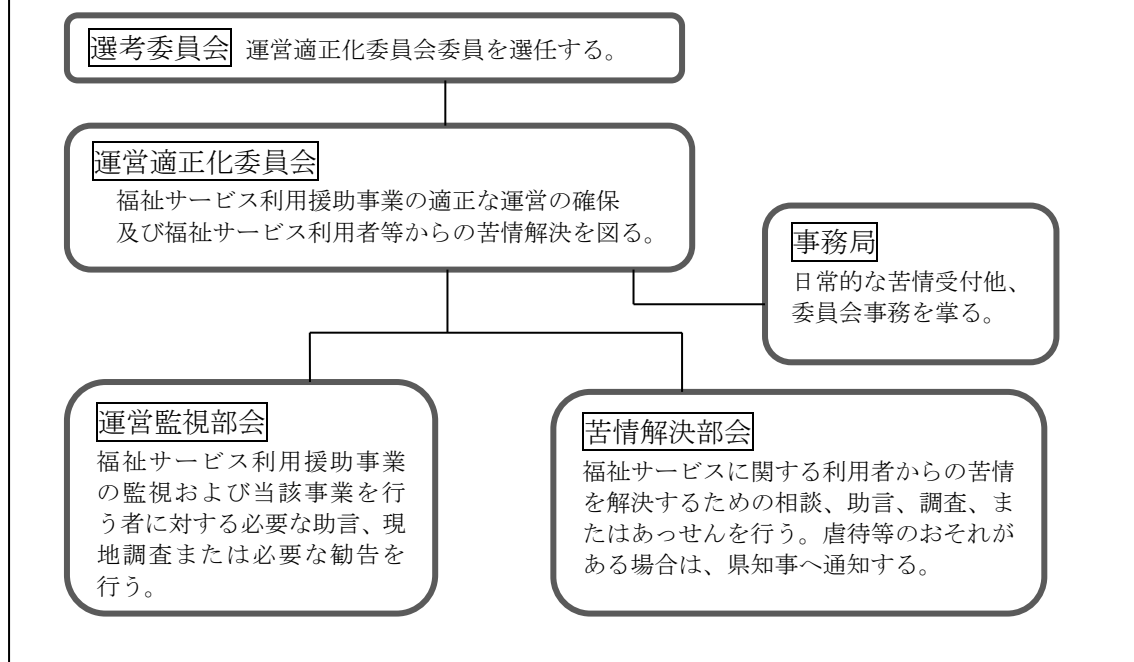 選考委員会 運営適正化委員会委員を選任する。
運営適正化委員会
福祉サービス利用援助事業の適正な運営の確保
及び福祉サービス利用者等からの苦情解決を図る。
事務局
日常的な苦情受付他、
委員会事務を掌る。
運営監視部会
福祉サービス利用援助事業
の監視および当該事業を行
う者に対する必要な助言、現
地調査または必要な勧告を
行う。
苦情解決部会
福祉サービスに関する利用者からの苦情
を解決するための相談、助言、調査、ま
たはあっせんを行う。虐待等のおそれが
ある場合は、県知事へ通知する。